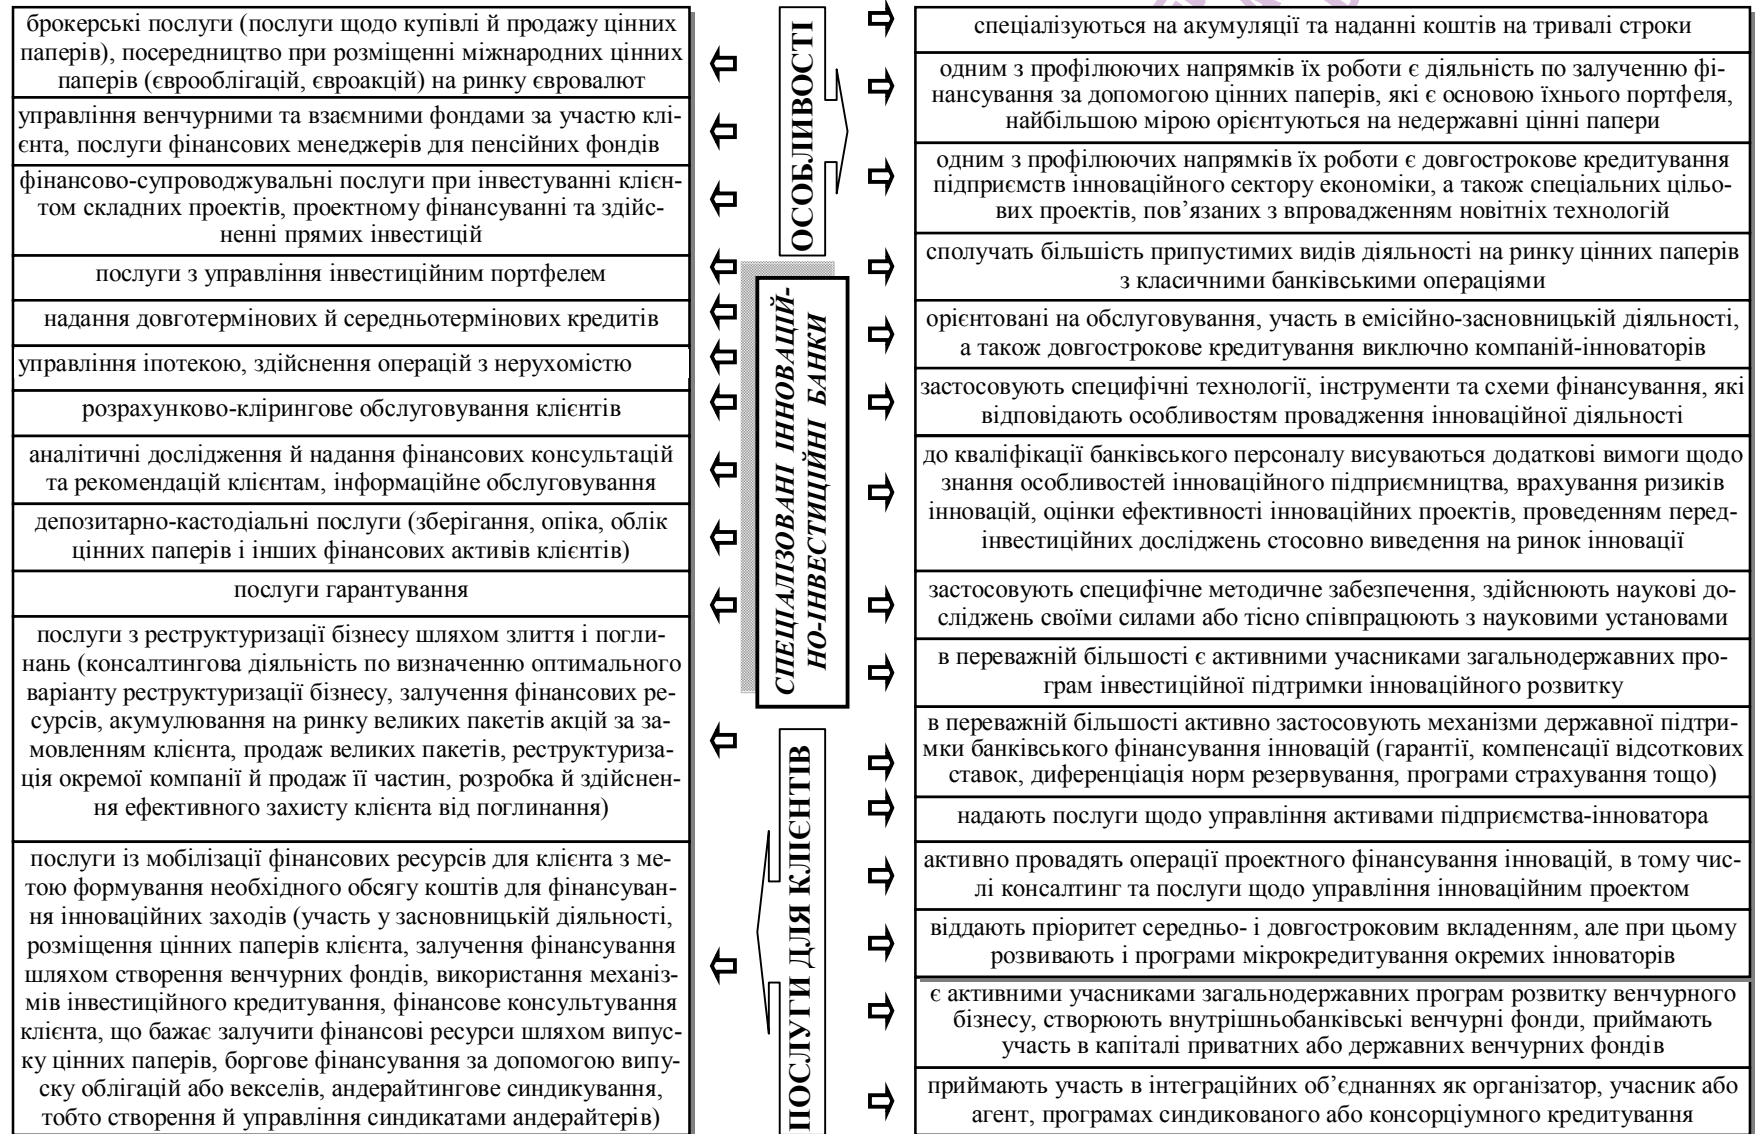 брокерські послуги (послуги щодо купівлі й продажу цінних
паперів), посередництво при розміщенні міжнародних цінних
паперів (єврооблігацій, євроакцій) на ринку євровалют
управління венчурними та взаємними фондами за участю клі-
єнта, послуги фінансових менеджерів для пенсійних фондів
фінансово-супроводжувальні послуги при інвестуванні клієн-
том складних проектів, проектному фінансуванні та здійс-
ненні прямих інвестицій
послуги з управління інвестиційним портфелем
надання довготермінових й середньотермінових кредитів
управління іпотекою, здійснення операцій з нерухомістю
розрахунково-клірингове обслуговування клієнтів
аналітичні дослідження й надання фінансових консультацій
та рекомендацій клієнтам, інформаційне обслуговування
депозитарно-кастодіальні послуги (зберігання, опіка, облік
цінних паперів і інших фінансових активів клієнтів)
послуги гарантування
послуги з реструктуризації бізнесу шляхом злиття і погли-
нань (консалтингова діяльність по визначенню оптимального
варіанту реструктуризації бізнесу, залучення фінансових ре-
сурсів, акумулювання на ринку великих пакетів акцій за за-
мовленням клієнта, продаж великих пакетів, реструктуриза-
ція окремої компанії й продаж її частин, розробка й здійснен-
ня ефективного захисту клієнта від поглинання)
послуги із мобілізації фінансових ресурсів для клієнта з ме-
тою формування необхідного обсягу коштів для фінансуван-
ня інноваційних заходів (участь у засновницькій діяльності,
розміщення цінних паперів клієнта, залучення фінансування
шляхом створення венчурних фондів, використання механіз-
мів інвестиційного кредитування, фінансове консультування
клієнта, що бажає залучити фінансові ресурси шляхом випус-
ку цінних паперів, боргове фінансування за допомогою випу-
ску облігацій або векселів, андерайтингове синдикування,
тобто створення й управління синдикатами андерайтерів)
ОСОБЛИВОСТІ
СПЕЦІАЛІЗОВАНІ ІННОВАЦІЙ-
НО-ІНВЕСТИЦІЙНІ БАНКИ
ПОСЛУГИ ДЛЯ КЛІЄНТІВ
спеціалізуються на акумуляції та наданні коштів на тривалі строки
одним з профілюючих напрямків їх роботи є діяльність по залученню фі-
нансування за допомогою цінних паперів, які є основою їхнього портфеля,
найбільшою мірою орієнтуються на недержавні цінні папери
одним з профілюючих напрямків їх роботи є довгострокове кредитування
підприємств інноваційного сектору економіки, а також спеціальних цільо-
вих проектів, пов’язаних з впровадженням новітніх технологій
сполучать більшість припустимих видів діяльності на ринку цінних паперів
з класичними банківськими операціями
орієнтовані на обслуговування, участь в емісійно-засновницькій діяльності,
а також довгострокове кредитування виключно компаній-інноваторів
застосовують специфічні технології, інструменти та схеми фінансування, які
відповідають особливостям провадження інноваційної діяльності
до кваліфікації банківського персоналу висуваються додаткові вимоги щодо
знання особливостей інноваційного підприємництва, врахування ризиків
інновацій, оцінки ефективності інноваційних проектів, проведенням перед-
інвестиційних досліджень стосовно виведення на ринок інновації
застосовують специфічне методичне забезпечення, здійснюють наукові до-
сліджень своїми силами або тісно співпрацюють з науковими установами
в переважній більшості є активними учасниками загальнодержавних про-
грам інвестиційної підтримки інноваційного розвитку
в переважній більшості активно застосовують механізми державної підтри-
мки банківського фінансування інновацій (гарантії, компенсації відсоткових
ставок, диференціація норм резервування, програми страхування тощо)
надають послуги щодо управління активами підприємства-інноватора
активно провадять операції проектного фінансування інновацій, в тому чис-
лі консалтинг та послуги щодо управління інноваційним проектом
віддають пріоритет середньо- і довгостроковим вкладенням, але при цьому
розвивають і програми мікрокредитування окремих інноваторів
є активними учасниками загальнодержавних програм розвитку венчурного
бізнесу, створюють внутрішньобанківські венчурні фонди, приймають
участь в капіталі приватних або державних венчурних фондів
приймають участь в інтеграційних об’єднаннях як організатор, учасник або
агент, програмах синдикованого або консорціумного кредитування